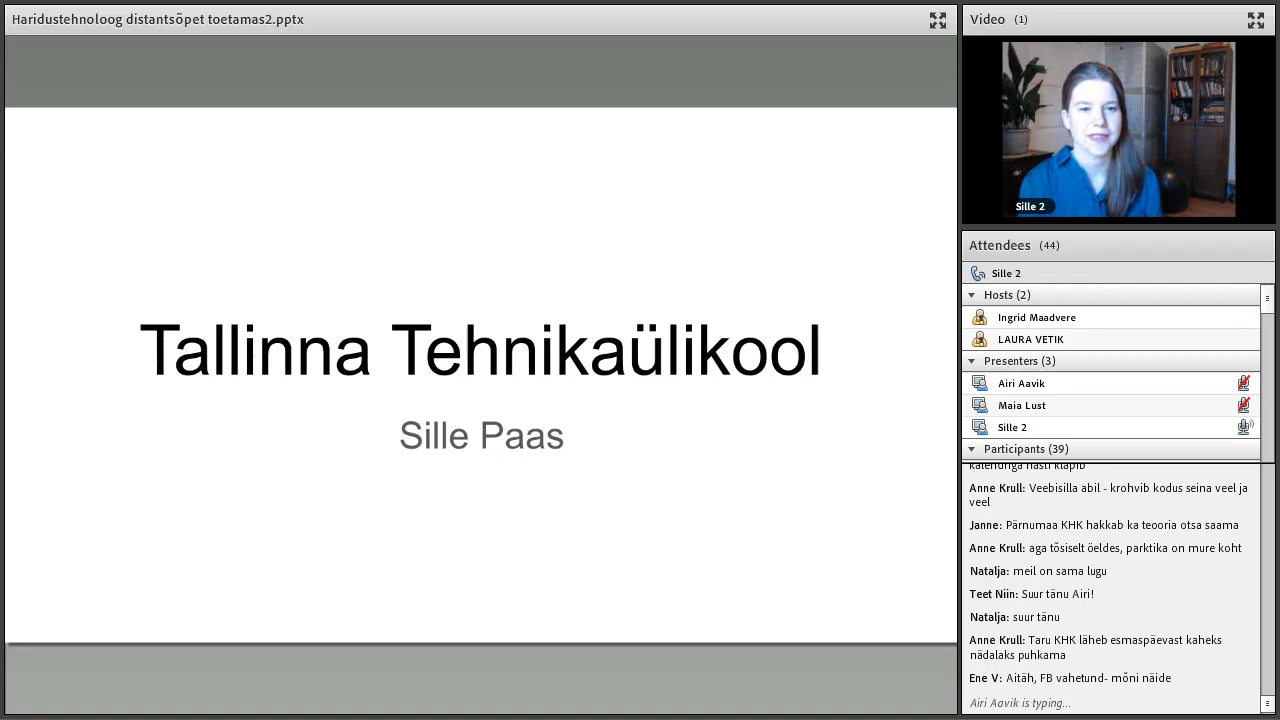 Haridustehnoloog distantsõpet toetamas2.pptx
Tallinna Tehnikaülikool
Sille Paas
Video (1)
Sille 2
Attendees (44)
Sille 2
Hosts (2)
Ingrid Maadvere
LAURA VETIK
Presenters (3)
Airi Aavik
Maia Lust
Sille 2
Participants (39)
kalendriga hästi klapib
Anne Krull: Veebisilla abil - krohvib kodus seina veel ja
veel
Janne: Pärnumaa KHK hakkab ka teooria otsa saama
Anne Krull: aga tõsiselt öeldes, parktika on mure koht
Natalja: meil on sama lugu
Teet Niin: Suur tänu Airi!
Natalja: suur tänu
Anne Krull: Taru KHK läheb esmaspäevast kaheks
nädalaks puhkama
Ene V: Aitäh, FB vahetund- mõni näide
Airi Aavik is typing...